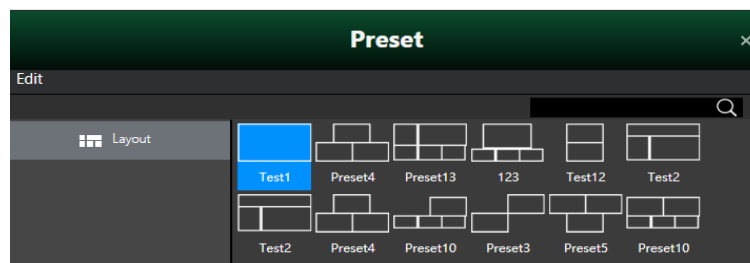 Preset
Edit
Layout
Test1 Preset4 Preset13 123 Test12 Test2
Test2 Preset4 Preset10 Preset3 Preset5 Preset10